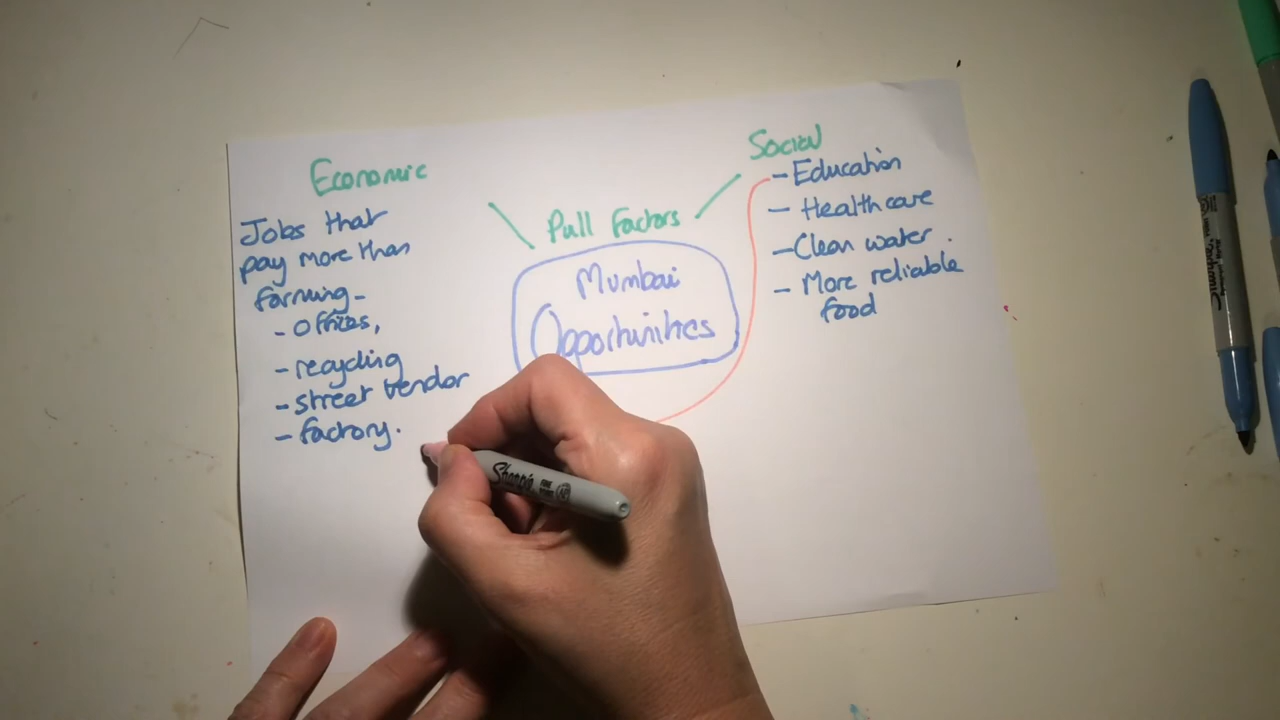 Economic
Jobs that
pay more than
farming-
- offices,
- recycling
- street vendor
- factory.
Pull Factors
Mumbai
Opportunities
Social
- Education
- Healthcare
- Clean water.
- More reliable
food
Sharpie
Sharpie